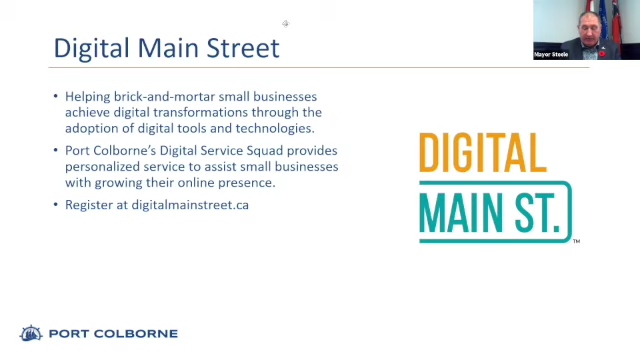 Digital Main Street
Mayor Steele
• Helping brick-and-mortar small businesses
achieve digital transformations through the
adoption of digital tools and technologies.
• Port Colborne's Digital Service Squad provides
personalized service to assist small businesses
with growing their online presence.
• Register at digitalmainstreet.ca
DIGITAL
MAIN ST.™
PORT COLBORNE